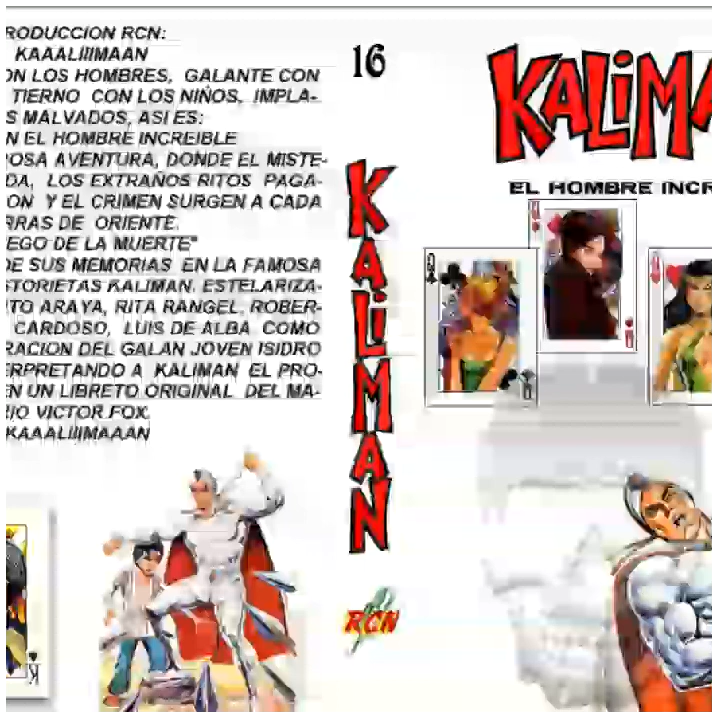 RODUCCION RCN:
KAAALIIIMAAN
ON LOS HOMBRES, GALANTE CON
TIERNO CON LOS NIÑOS, IMPLA-
S MALVADOS, ASI ES:
N EL HOMBRE INCREIBLE
OSA AVENTURA, DONDE EL MISTE-
DA, LOS EXTRAÑOS RITOS PAGA-
ON Y EL CRIMEN SURGEN A CADA
RRAS DE ORIENTE.
EGO DE LA MUERTE"
DE SUS MEMORIAS EN LA FAMOSA
STORIETAS KALIMAN. ESTELARIZA-
TO ARAYA, RITA RANGEL, ROBER-
CARDOSO, LUIS DE ALBA COMO
RACION DEL GALAN JOVEN ISIDRO
ERPRETANDO A KALIMAN EL PRO-
EN UN LIBRETO ORIGINAL DEL MA-
IO VICTOR FOX.
KAAALIIIMAAAN
K
16
KALIMAN
RCN
KALIMA
EL HOMBRE INCR